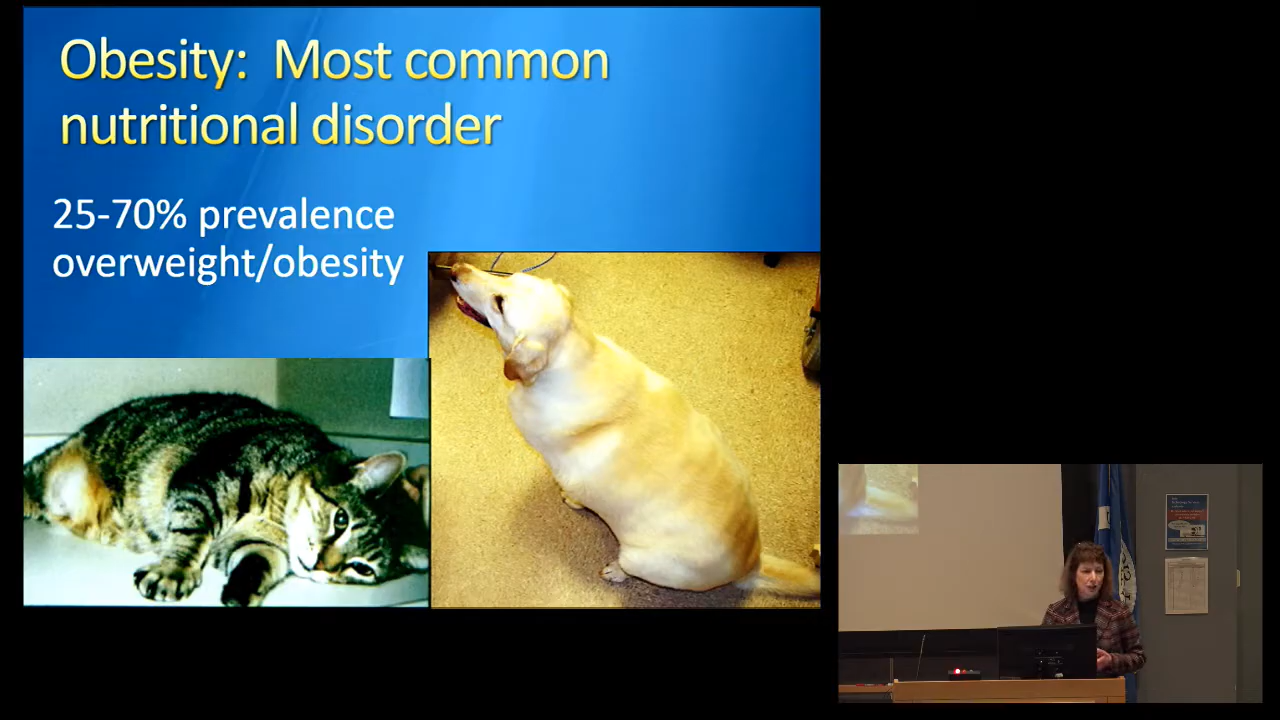 Obesity:  Most common
nutritional disorder
25-70% prevalence
overweight/obesity